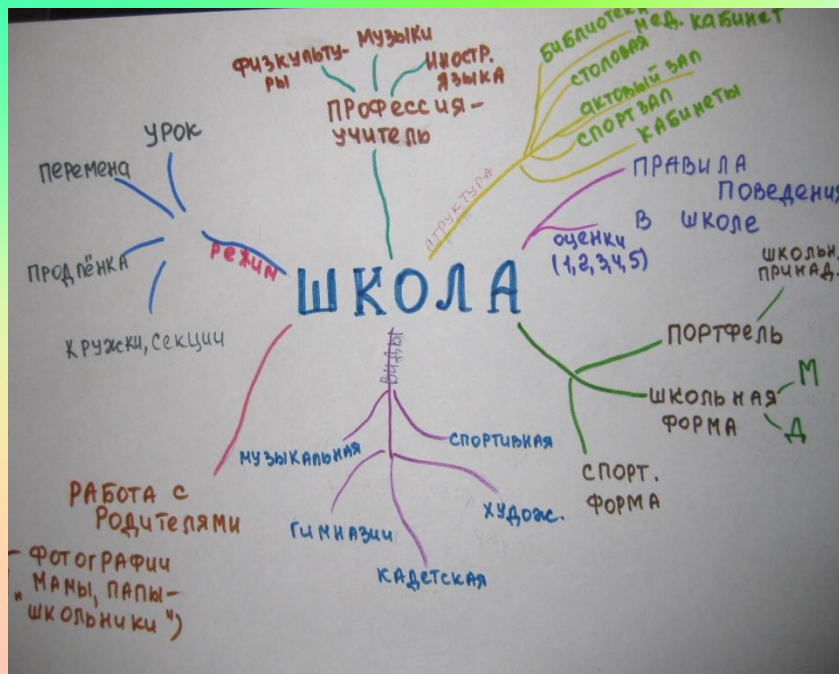 МУЗЫКИ
ФИЗКУЛЬТУ-
РЫ
ИНОСТР.
ЯЗЫКА
ПРОФЕССИЯ-
УЧИТЕЛЬ
БИБЛИОТЕКА
МЕД. КАБИНЕТ
СТОЛОВАЯ
АКТОВЫЙ ЗАЛ
СПОРТЗАЛ
КАБИНЕТЫ
СТРУКТУРА
УРОК
ПЕРЕМЕНА
ПРОДЛЁНКА
КРУЖКИ, СЕКЦИИ
РЕЖИМ
ПРАВИЛА
ПОВЕДЕНИЯ
В ШКОЛЕ
ОЦЕНКИ
(1,2,3,4,5)
ШКОЛА
ШКОЛЬН.
ПРИНАД.
ПОРТФЕЛЬ
ШКОЛЬНАЯ
ФОРМА
М
Д
СПОРТ.
ФОРМА
ВИДЫ
МУЗЫКАЛЬНАЯ
СПОРТИВНАЯ
ГИМНАЗИИ
ХУДОЖ.
КАДЕТСКАЯ
РАБОТА С
РОДИТЕЛЯМИ
- ФОТОГРАФИИ
„ МАМЫ, ПАПЫ-
ШКОЛЬНИКИ ")